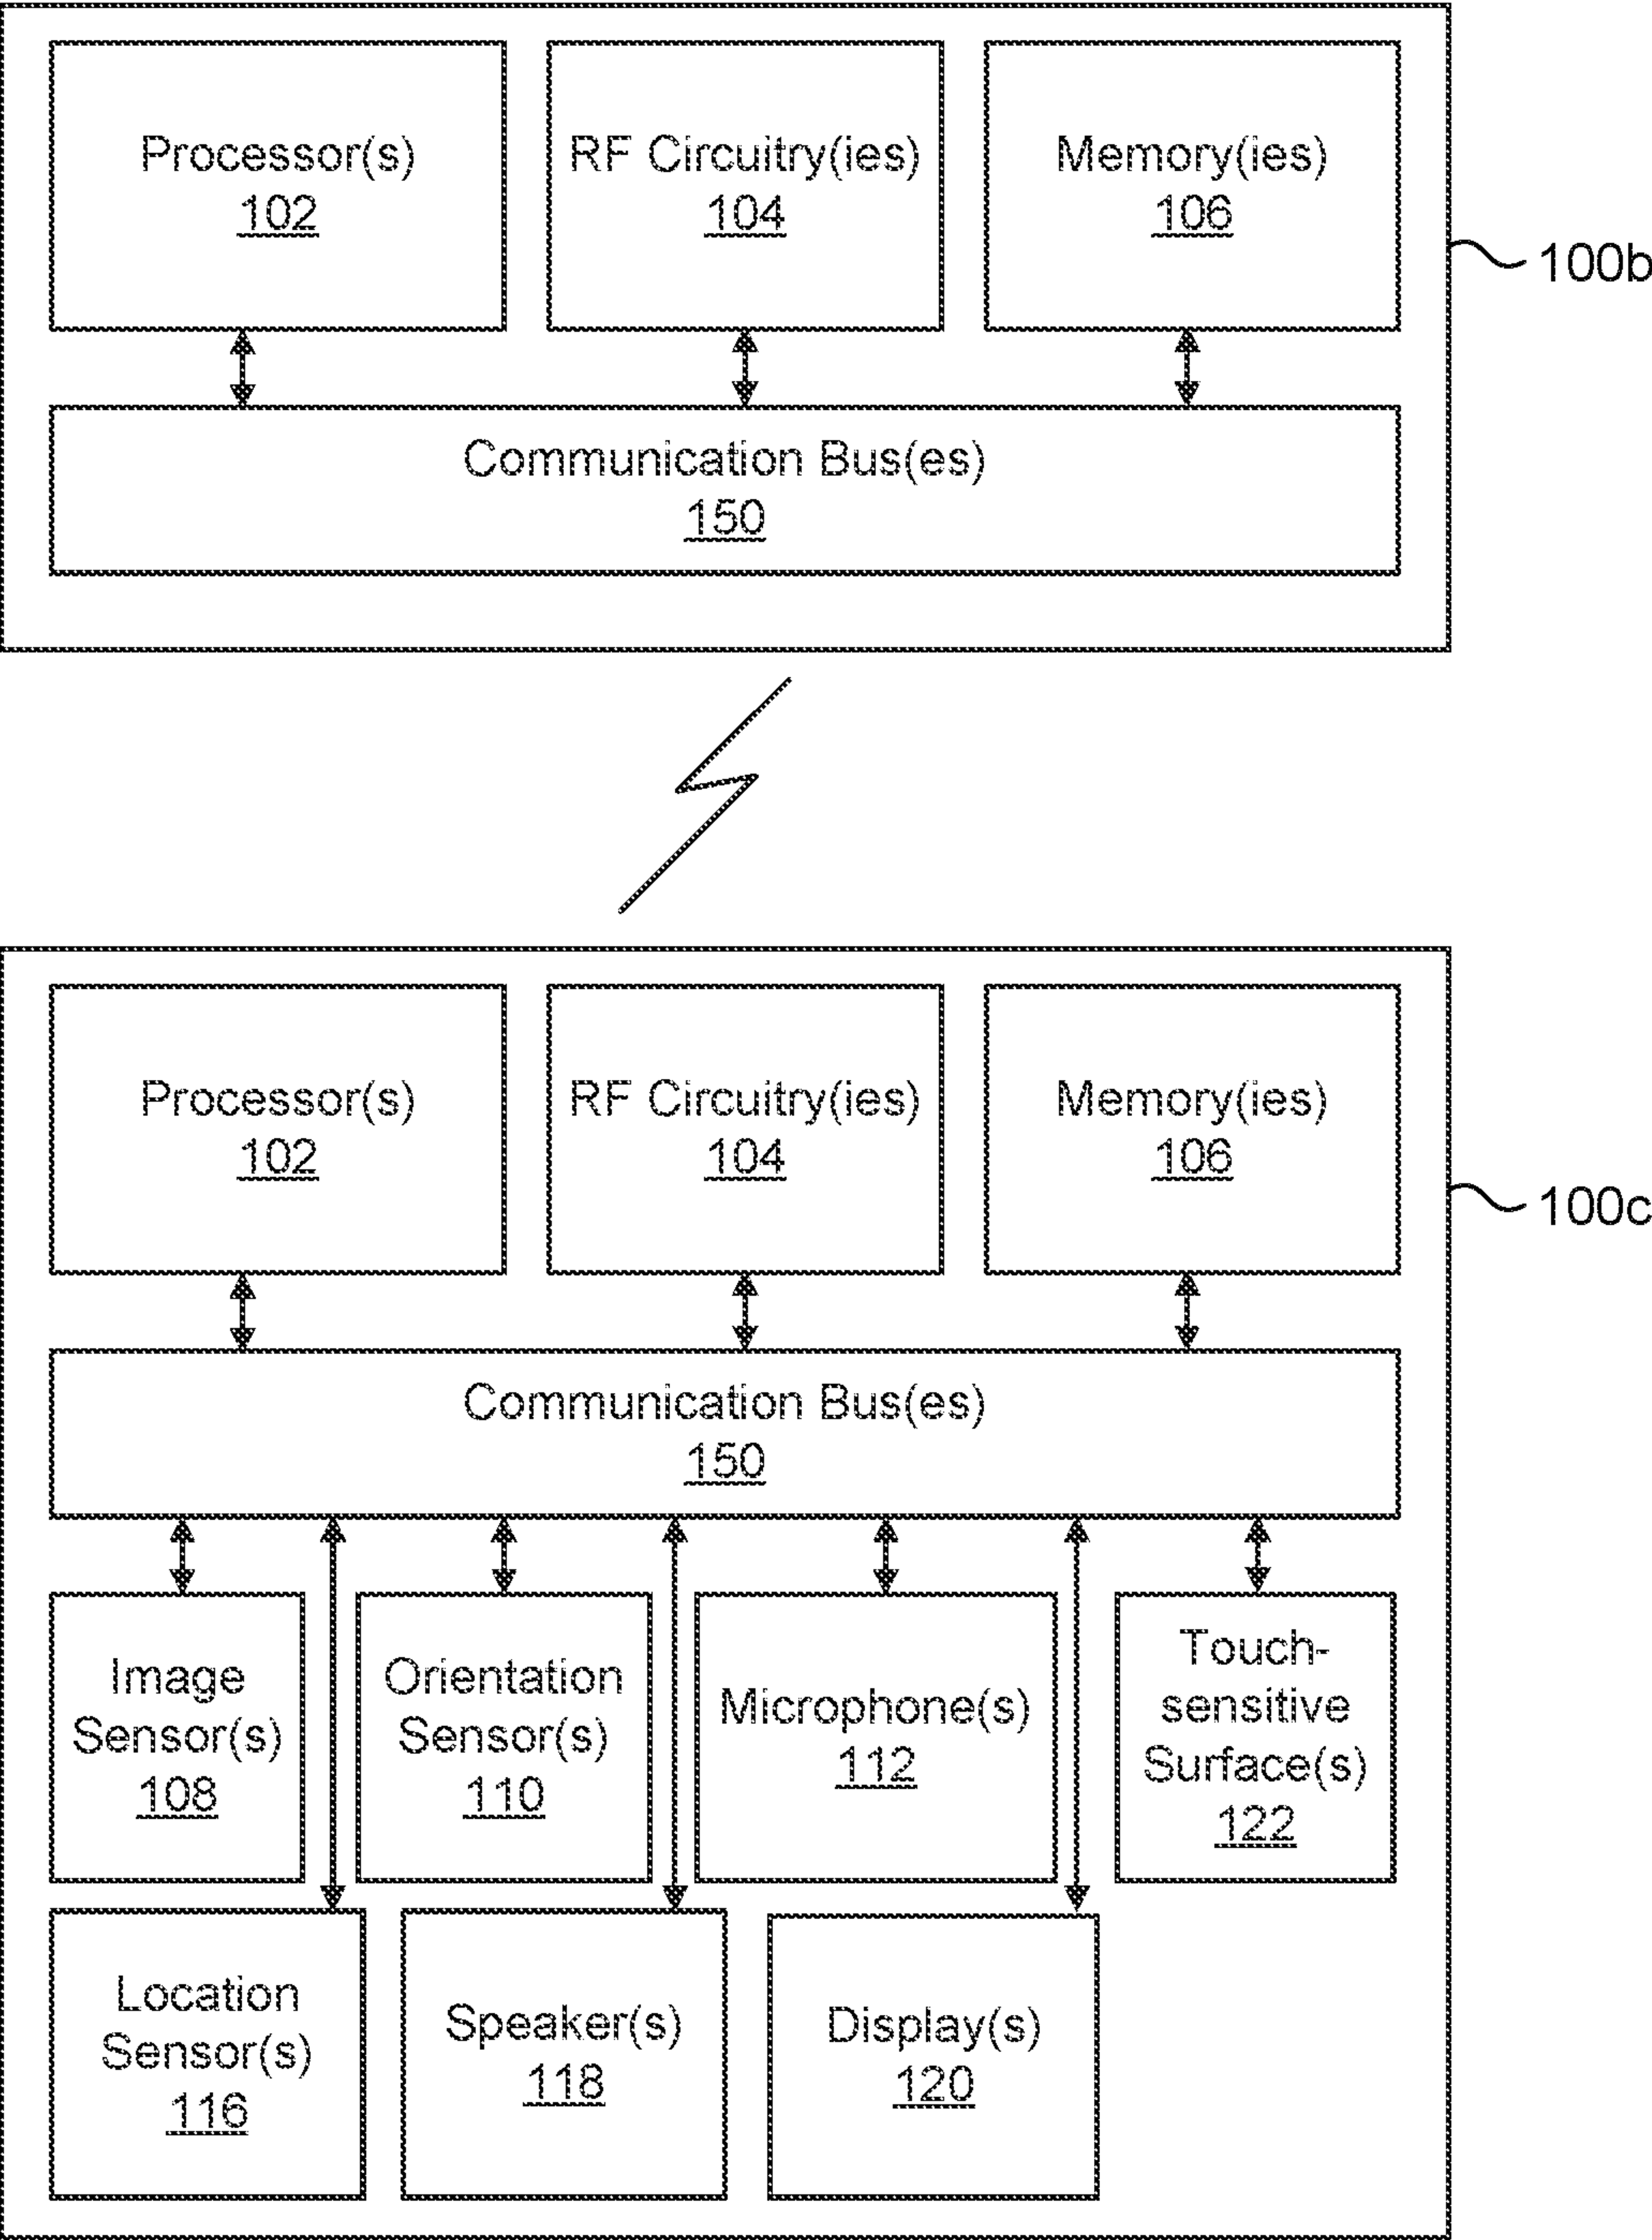 Processor(s)
102
RF Circuitry(ies)
104
Memory(ies)
106
100b
Communication Bus(es)
150
Processor(s)
102
RF Circuitry(ies)
104
Memory(ies)
106
100c
Communication Bus(es)
150
Image
Sensor(s)
108
Orientation
Sensor(s)
110
Microphone(s)
112
Touch-
sensitive
Surface(s)
122
Location
Sensor(s)
116
Speaker(s)
118
Display(s)
120